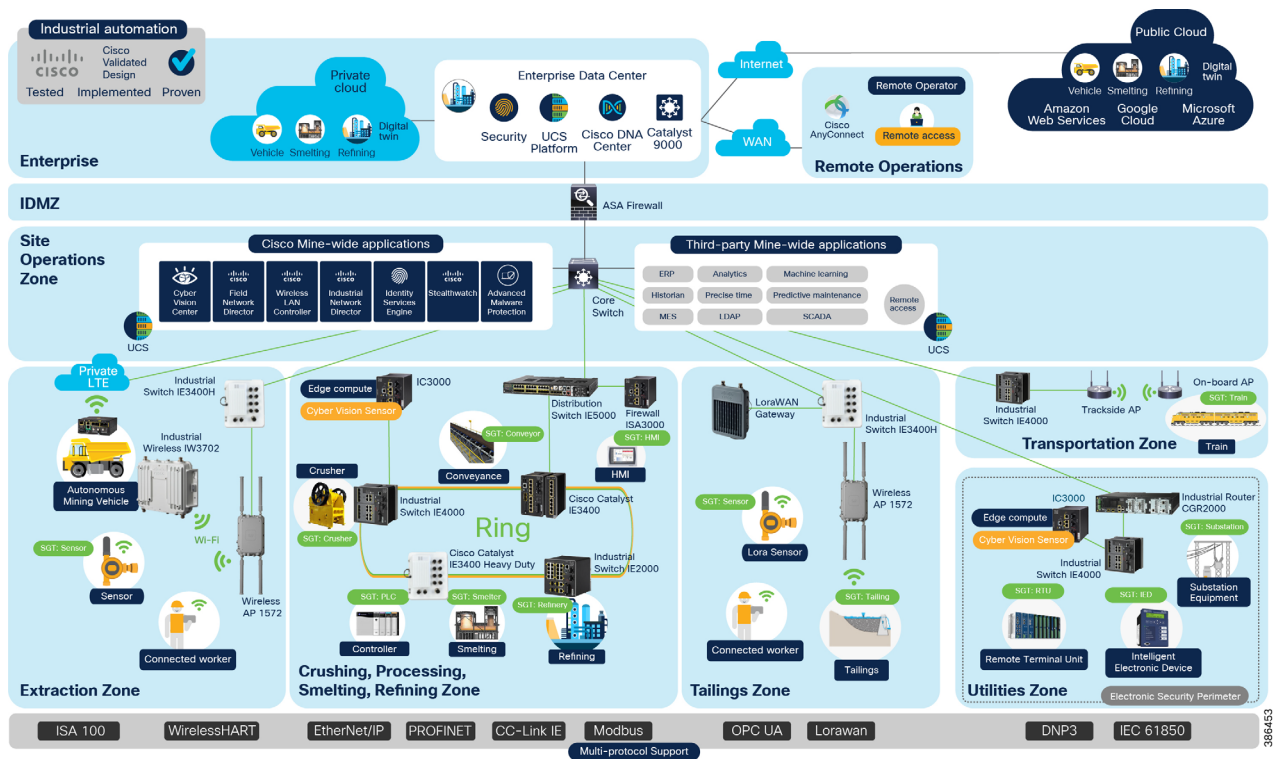 Industrial automation
CISCO
Cisco
Validated
Design
Tested
Implemented
Proven
Enterprise
Private
cloud
Digital
twin
Vehicle
Smelting
Refining
Enterprise Data Center
Security
UCS
Platform
Cisco DNA
Center
Catalyst
9000
Internet
WAN
Remote Operator
Cisco
AnyConnect
Remote access
Remote Operations
Public Cloud
Digital
twin
Vehicle
Smelting
Refining
Amazon
Web Services
Google
Cloud
Microsoft
Azure
IDMZ
ASA Firewall
Site
Operations
Zone
Cisco Mine-wide applications
Cyber
Vision
Center
CISCO
Field
Network
Director
CISCO
Wireless
LAN
Controller
CISCO
Industrial
Network
Director
Identity
Services
Engine
CISCO
Stealthwatch
Advanced
Malware
Protection
UCS
Core
Switch
Third-party Mine-wide applications
ERP
Analytics
Machine learning
Historian
Precise time
Predictive maintenance
MES
LDAP
SCADA
Remote
access
UCS
Private
LTE
Industrial
Switch IE3400H
Industrial
Wireless IW3702
Autonomous
Mining Vehicle
Wi-Fi
SGT: Sensor
Sensor
Wireless
AP 1572
Connected worker
Extraction Zone
Edge compute
IC3000
Cyber Vision Sensor
Distribution
Switch IE5000
Firewall
ISA3000
SGT: Conveyor
Conveyance
SGT: HMI
HMI
Crusher
SGT: Crusher
Industrial
Switch IE4000
Cisco Catalyst
IE3400
Ring
Cisco Catalyst
IE3400 Heavy Duty
Industrial
Switch IE2000
SGT: PLC
Controller
SGT: Smelter
Smelting
SGT: Refinery
Refining
Crushing, Processing,
Smelting, Refining Zone
LoraWAN
Gateway
Industrial
Switch IE3400H
SGT: Sensor
Lora Sensor
Wireless
AP 1572
Connected worker
SGT: Tailing
Tailings
Tailings Zone
Industrial
Switch IE4000
Trackside AP
On-board AP
SGT: Train
Train
Transportation Zone
IC3000
Edge compute
Cyber Vision Sensor
Industrial Router
CGR2000
Industrial
Switch IE4000
SGT: Substation
Substation
Equipment
SGT: RTU
Remote Terminal Unit
SGT: IED
Intelligent
Electronic Device
Utilities Zone
Electronic Security Perimeter
ISA 100
WirelessHART
EtherNet/IP
PROFINET
CC-Link IE
Modbus
OPC UA
Lorawan
DNP3
IEC 61850
Multi-protocol Support
386453